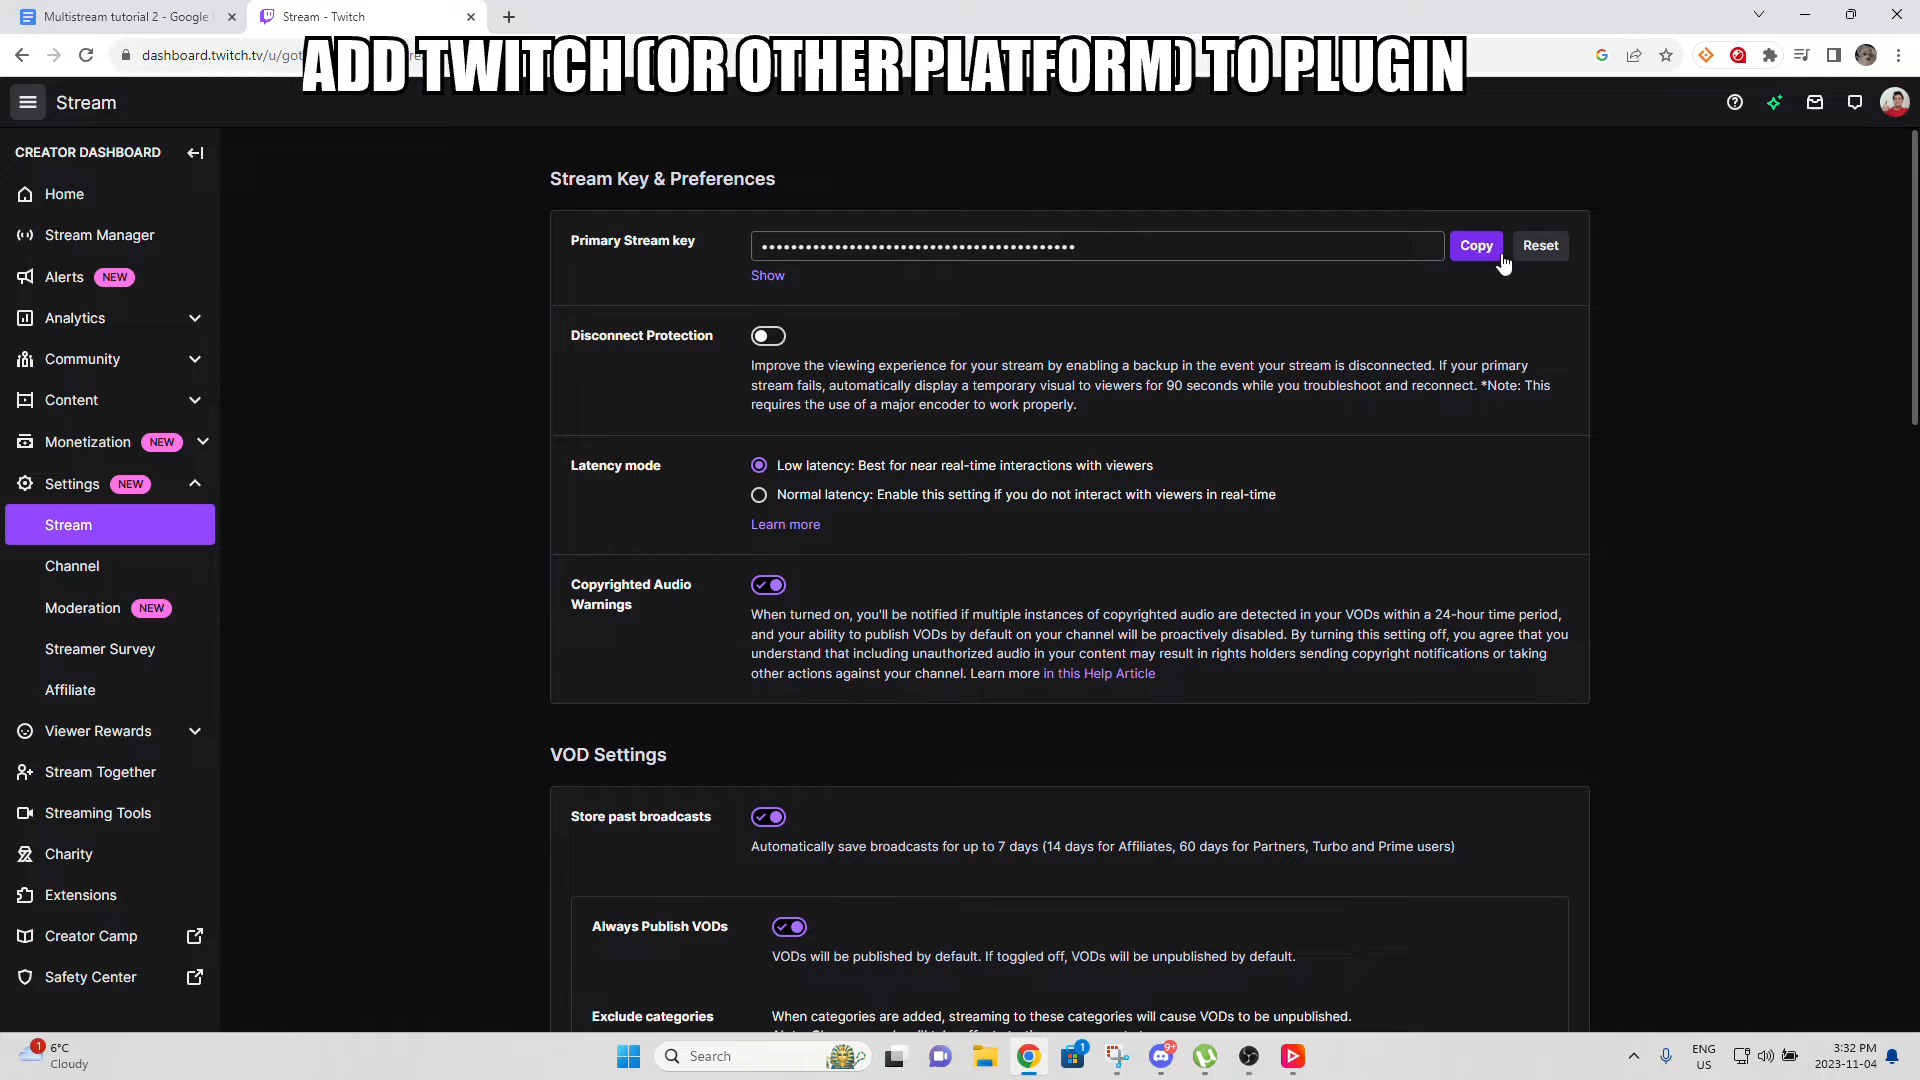 Multistream tutorial 2 - Google
Stream - Twitch
dashboard.twitch.tv/u/got
ADD TWITCH (OR OTHER PLATFORM) TO PLUGIN
Stream
CREATOR DASHBOARD
Home
Stream Manager
Alerts NEW
Analytics
Community
Content
Monetization NEW
Settings NEW
Stream
Channel
Moderation NEW
Streamer Survey
Affiliate
Viewer Rewards
Stream Together
Streaming Tools
Charity
Extensions
Creator Camp
Safety Center
Stream Key & Preferences
Primary Stream key
Copy
Reset
Show
Disconnect Protection
Improve the viewing experience for your stream by enabling a backup in the event your stream is disconnected. If your primary
stream fails, automatically display a temporary visual to viewers for 90 seconds while you troubleshoot and reconnect. *Note: This
requires the use of a major encoder to work properly.
Latency mode
Low latency: Best for near real-time interactions with viewers
Normal latency: Enable this setting if you do not interact with viewers in real-time
Learn more
Copyrighted Audio
Warnings
When turned on, you'll be notified if multiple instances of copyrighted audio are detected in your VODs within a 24-hour time period,
and your ability to publish VODs by default on your channel will be proactively disabled. By turning this setting off, you agree that you
understand that including unauthorized audio in your content may result in rights holders sending copyright notifications or taking
other actions against your channel. Learn more in this Help Article
VOD Settings
Store past broadcasts
Automatically save broadcasts for up to 7 days (14 days for Affiliates, 60 days for Partners, Turbo and Prime users)
Always Publish VODs
VODs will be published by default. If toggled off, VODs will be unpublished by default.
Exclude categories
When categories are added, streaming to these categories will cause VODs to be unpublished.
1
6°C
Cloudy
Search
1
9+
ENG
US
3:32 PM
2023-11-04